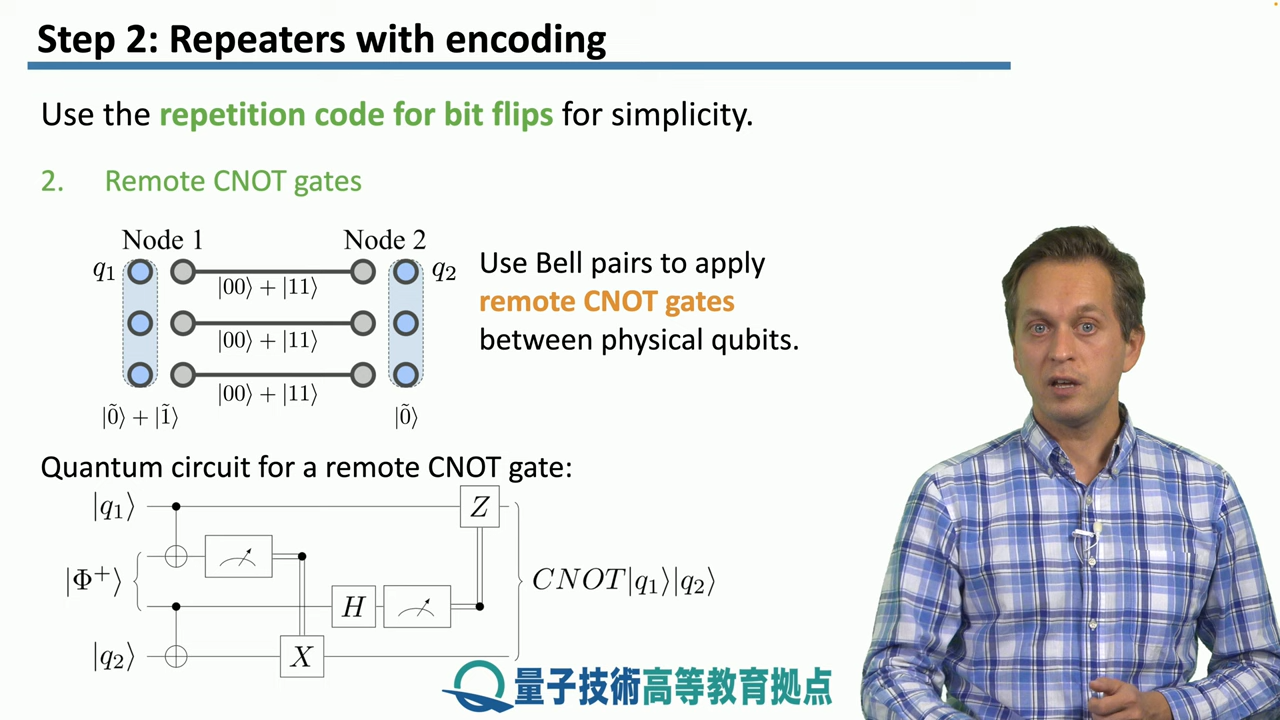 Step 2: Repeaters with encoding
Use the repetition code for bit flips for simplicity.
2. Remote CNOT gates
Node 1 Node 2
q₁ |00⟩ + |11⟩ q₂
|00⟩ + |11⟩
|00⟩ + |11⟩
|0̃⟩ + |1̃⟩ |0̃⟩
Use Bell pairs to apply
remote CNOT gates
between physical qubits.
Quantum circuit for a remote CNOT gate:
|q₁⟩ Z
|Φ⁺⟩ H CNOT|q₁⟩|q₂⟩
|q₂⟩ X
量子技術高等教育拠点